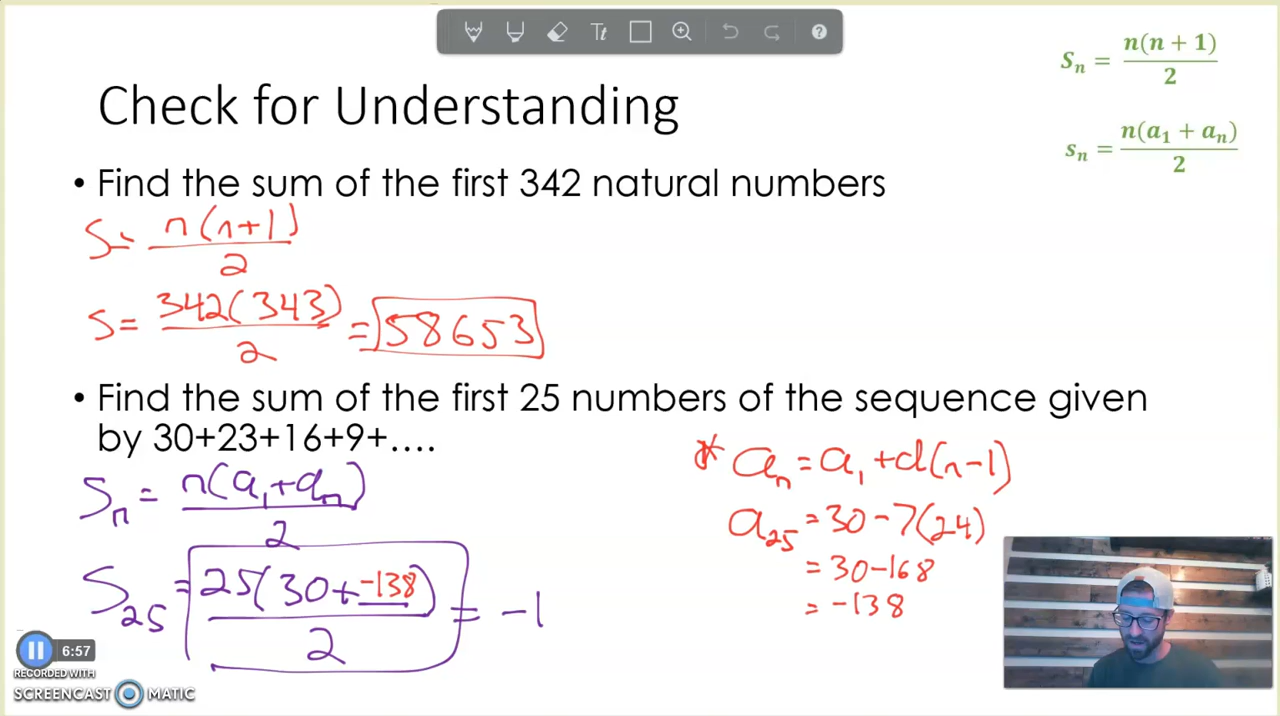 Tt ?
Sₙ = n(n + 1)/2
sₙ = n(a₁ + aₙ)/2
Check for Understanding
• Find the sum of the first 342 natural numbers
S = n(n+1)/2
S = 342(343)/2 = 58653
• Find the sum of the first 25 numbers of the sequence given
by 30+23+16+9+....
Sₙ = n(a₁+aₙ)/2
S₂₅ = 25(30+-138)/2 = -1
* aₙ = a₁ + d(n-1)
a₂₅ = 30 - 7(24)
= 30 - 168
= -138
6:57
RECORDED WITH
SCREENCAST MATIC